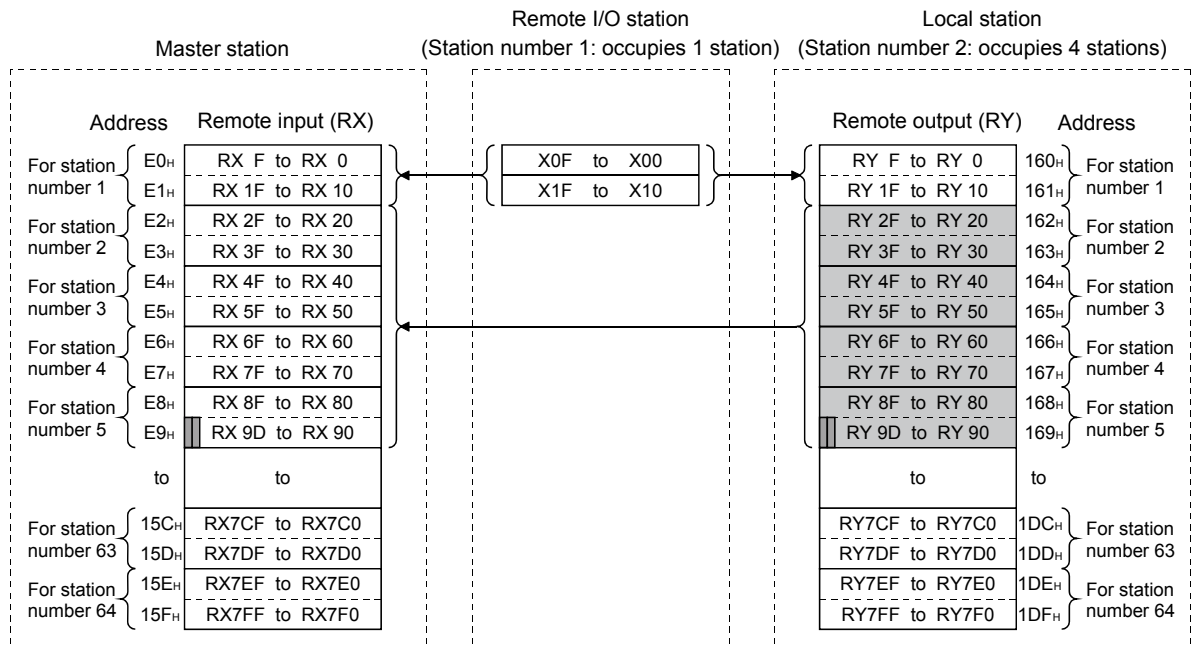 Remote I/O station
Local station
Master station
(Station number 1: occupies 1 station)
(Station number 2: occupies 4 stations)
Address
Remote input (RX)
Remote output (RY)
Address
For station number 1
E0H RX F to RX 0
E1H RX 1F to RX 10
For station number 2
E2H RX 2F to RX 20
E3H RX 3F to RX 30
For station number 3
E4H RX 4F to RX 40
E5H RX 5F to RX 50
For station number 4
E6H RX 6F to RX 60
E7H RX 7F to RX 70
For station number 5
E8H RX 8F to RX 80
E9H RX 9D to RX 90
to to
For station number 63
15CH RX7CF to RX7C0
15DH RX7DF to RX7D0
For station number 64
15EH RX7EF to RX7E0
15FH RX7FF to RX7F0
X0F to X00
X1F to X10
RY F to RY 0 160H
RY 1F to RY 10 161H
For station number 1
RY 2F to RY 20 162H
RY 3F to RY 30 163H
For station number 2
RY 4F to RY 40 164H
RY 5F to RY 50 165H
For station number 3
RY 6F to RY 60 166H
RY 7F to RY 70 167H
For station number 4
RY 8F to RY 80 168H
RY 9D to RY 90 169H
For station number 5
to to
RY7CF to RY7C0 1DCH
RY7DF to RY7D0 1DDH
For station number 63
RY7EF to RY7E0 1DEH
RY7FF to RY7F0 1DFH
For station number 64